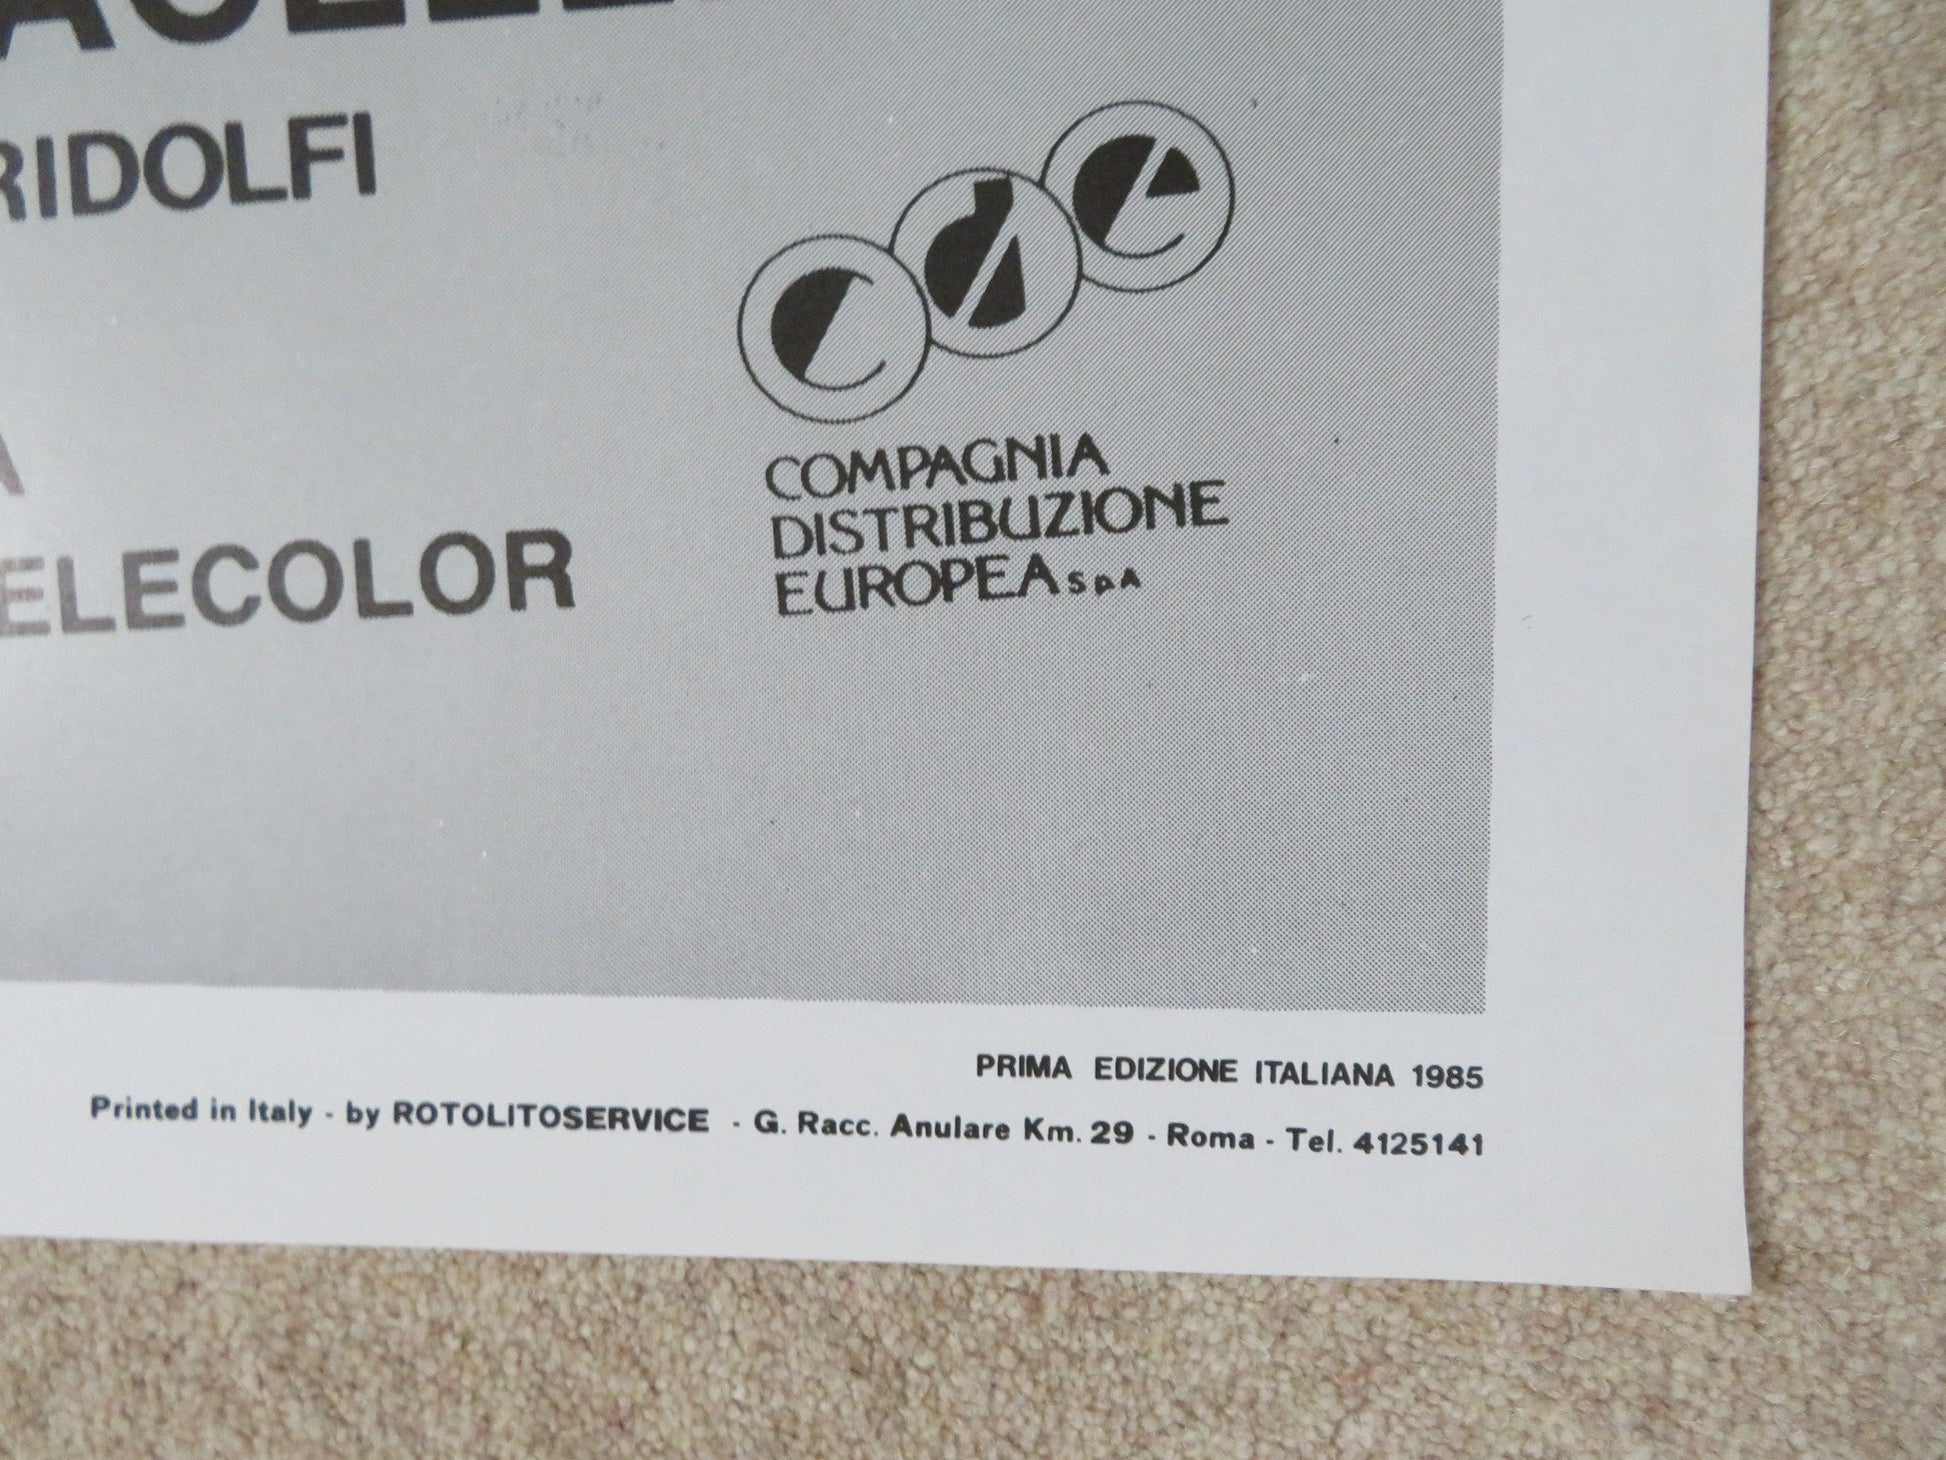 RIDOLFI
cde
COMPAGNIA
DISTRIBUZIONE
EUROPEA SpA
ELECOLOR
PRIMA EDIZIONE ITALIANA 1985
Printed in Italy - by ROTOLITOSERVICE - G. Racc. Anulare Km. 29 - Roma - Tel. 4125141